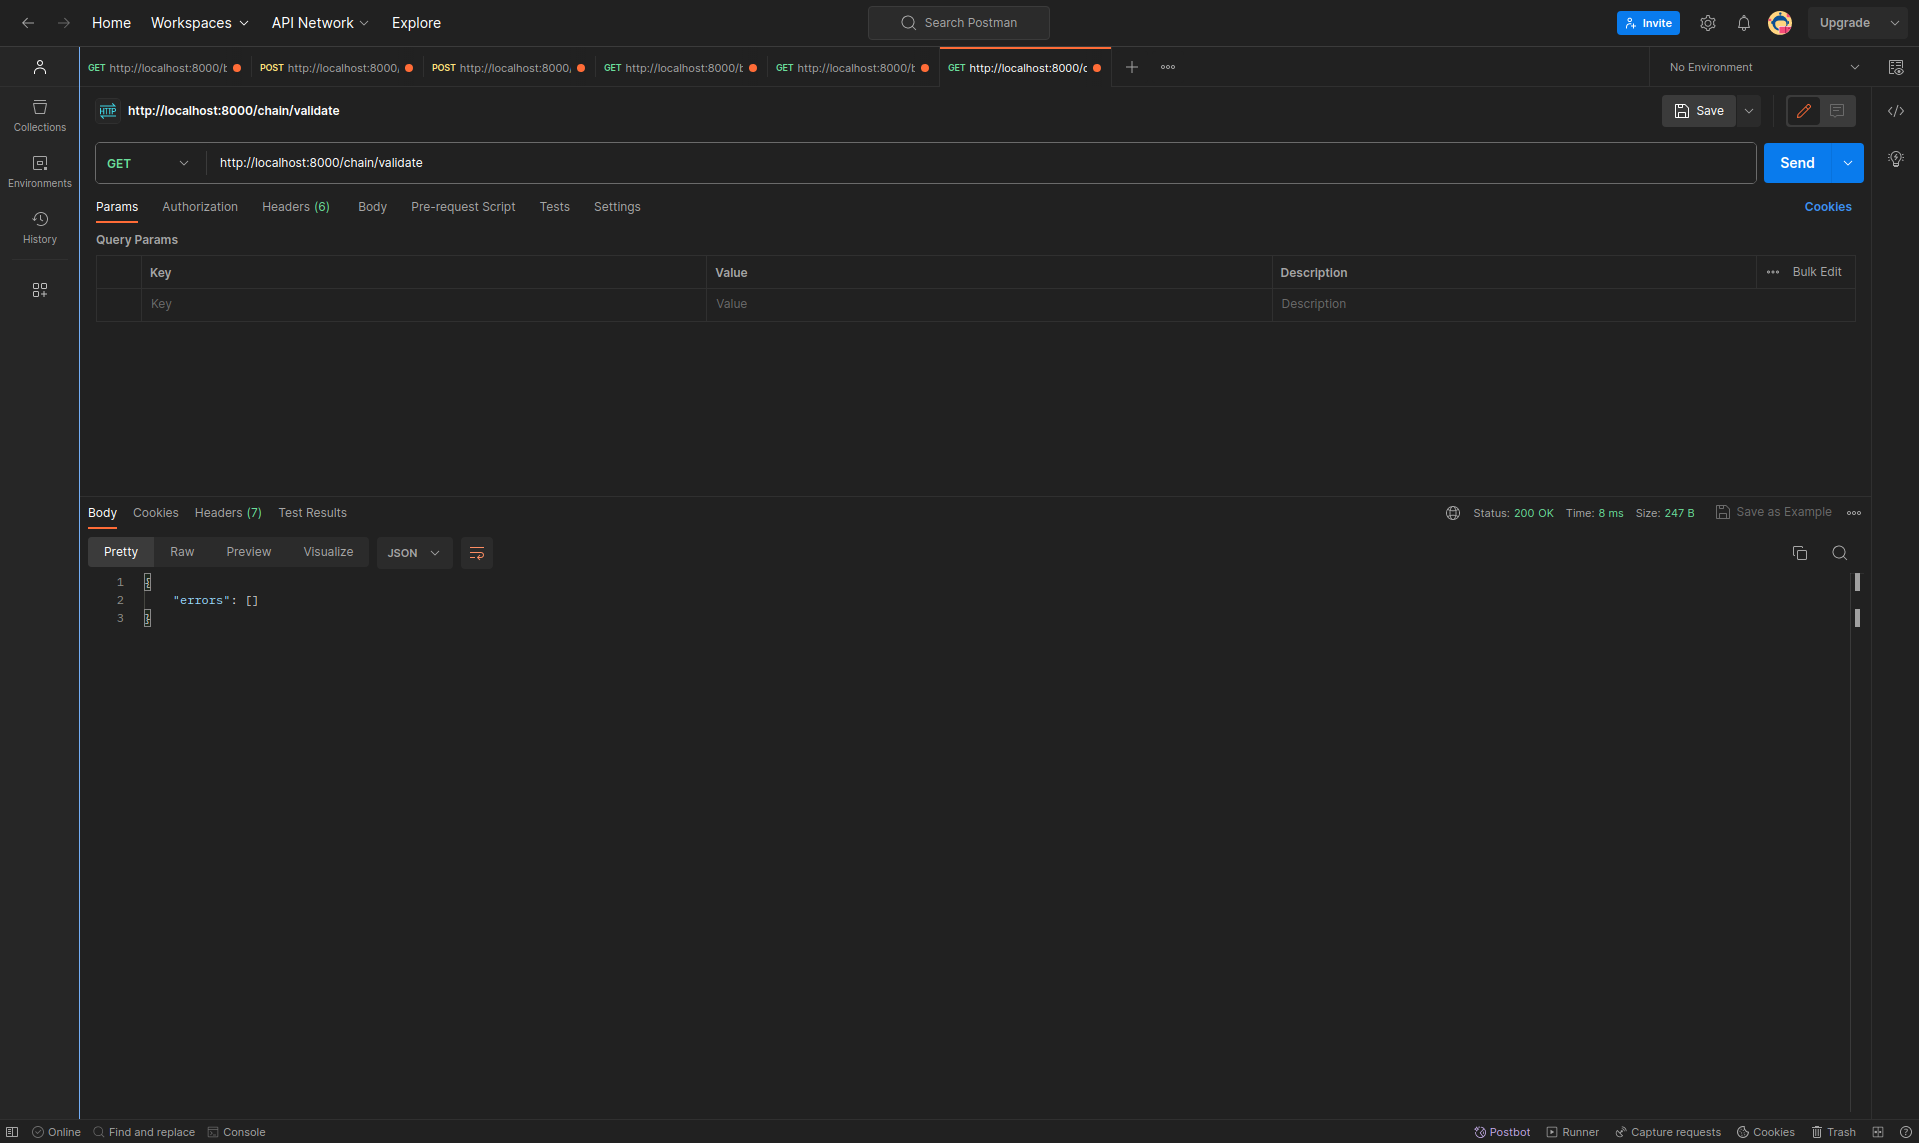 Home Workspaces API Network Explore Search Postman Invite Upgrade
GET http://localhost:8000/b POST http://localhost:8000/ POST http://localhost:8000/ GET http://localhost:8000/b GET http://localhost:8000/b GET http://localhost:8000/c No Environment
HTTP http://localhost:8000/chain/validate Save
Collections
GET http://localhost:8000/chain/validate Send
Environments
Params Authorization Headers (6) Body Pre-request Script Tests Settings Cookies
History
Query Params
Key Value Description Bulk Edit
Key Value Description
Body Cookies Headers (7) Test Results Status: 200 OK Time: 8 ms Size: 247 B Save as Example
Pretty Raw Preview Visualize JSON
1 {
2 "errors": []
3 }
Online Find and replace Console Postbot Runner Capture requests Cookies Trash